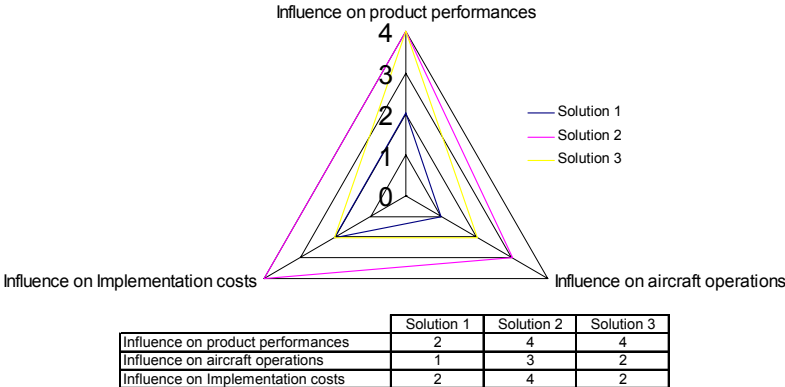 Influence on product performances
4
3
2
1
0
Solution 1
Solution 2
Solution 3
Influence on Implementation costs
Influence on aircraft operations
Solution 1 Solution 2 Solution 3
Influence on product performances 2 4 4
Influence on aircraft operations 1 3 2
Influence on Implementation costs 2 4 2